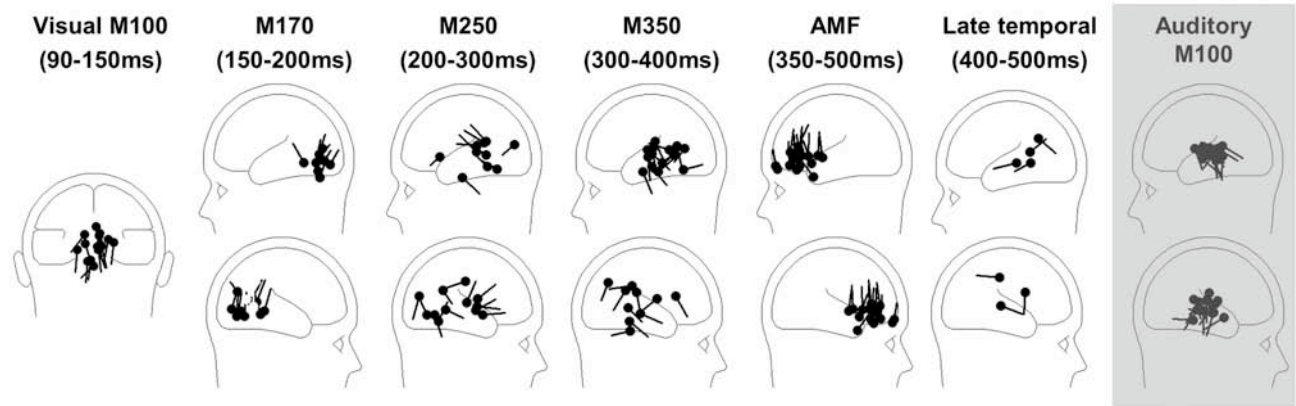 Visual M100
(90-150ms)
M170
(150-200ms)
M250
(200-300ms)
M350
(300-400ms)
AMF
(350-500ms)
Late temporal
(400-500ms)
Auditory
M100